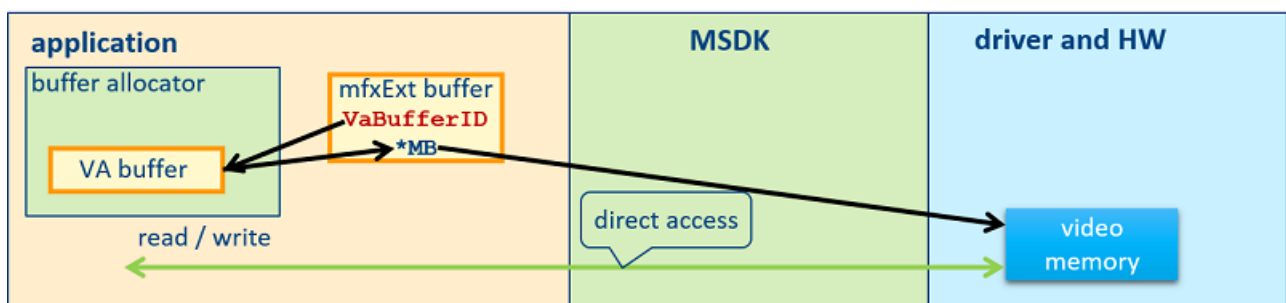 application
MSDK
driver and HW
buffer allocator
mfxExt buffer
VaBufferID
*MB
VA buffer
direct access
read / write
video
memory